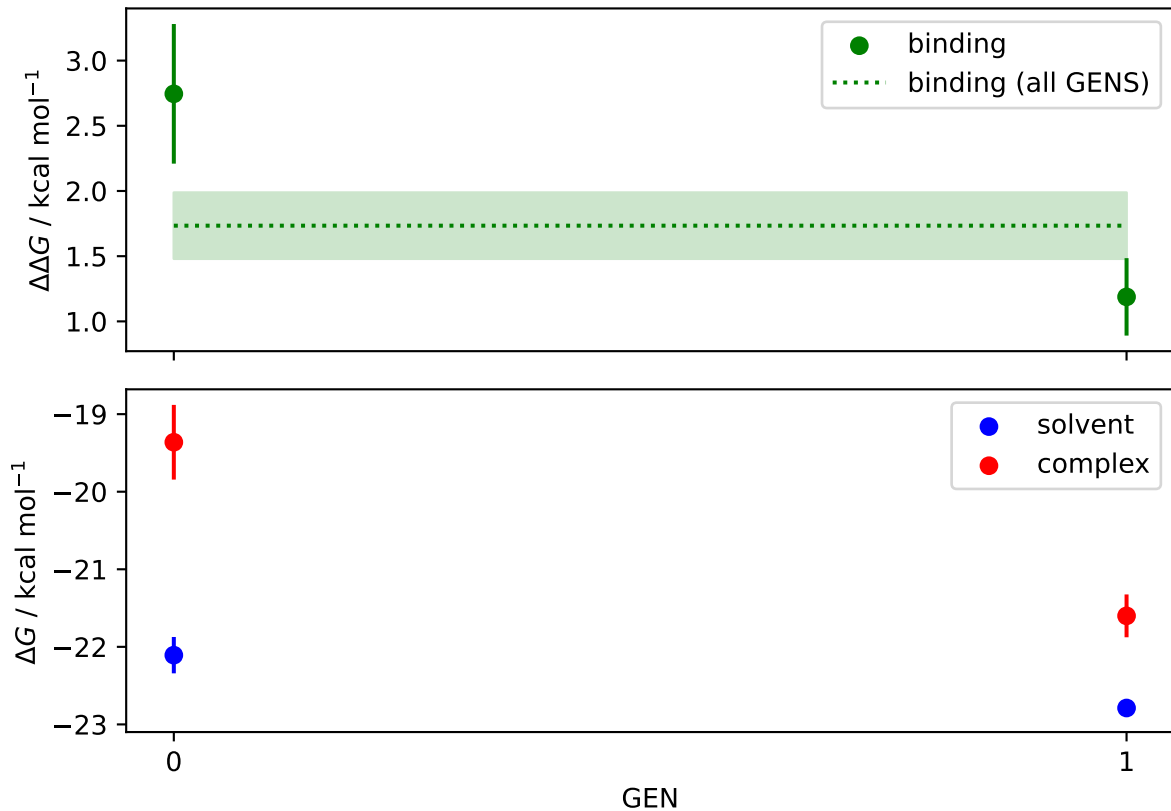 ΔΔG / kcal mol⁻¹
3.0
2.5
2.0
1.5
1.0
binding
binding (all GENS)
ΔG / kcal mol⁻¹
−19
−20
−21
−22
−23
solvent
complex
0
1
GEN